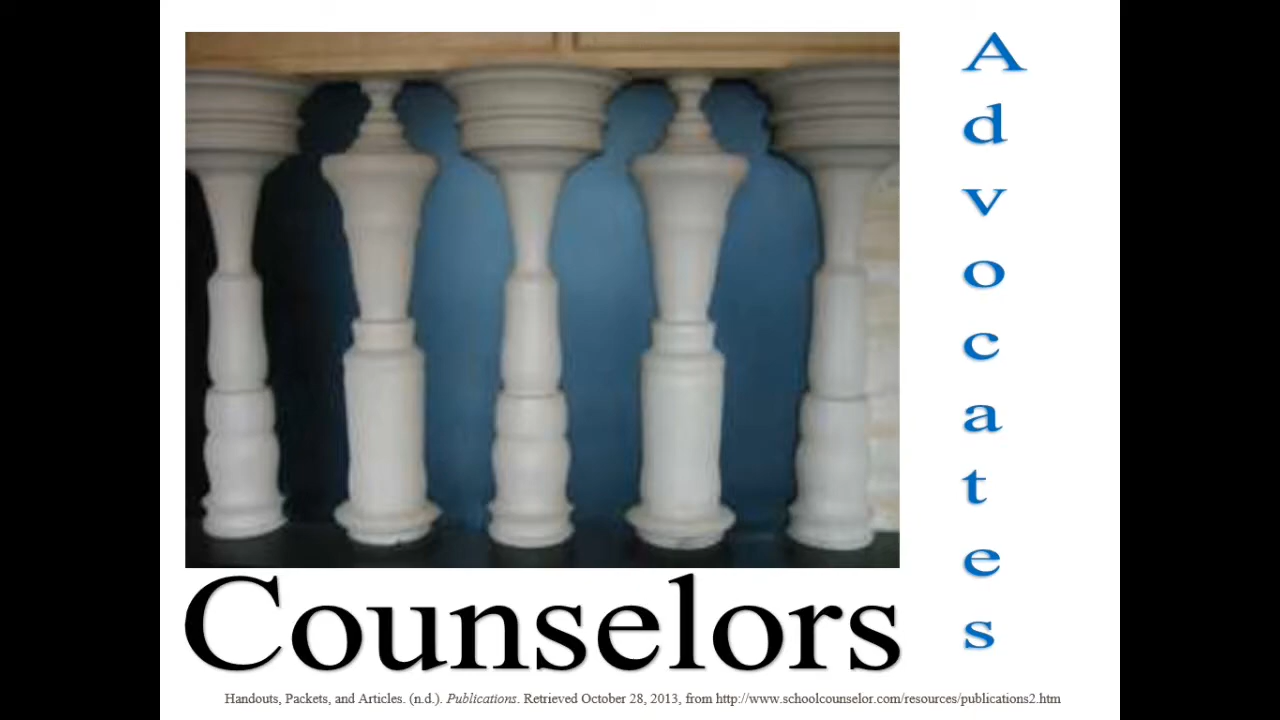 Advocates
Counselors
Handouts, Packets, and Articles. (n.d.). Publications. Retrieved October 28, 2013, from http://www.schoolcounselor.com/resources/publications2.htm